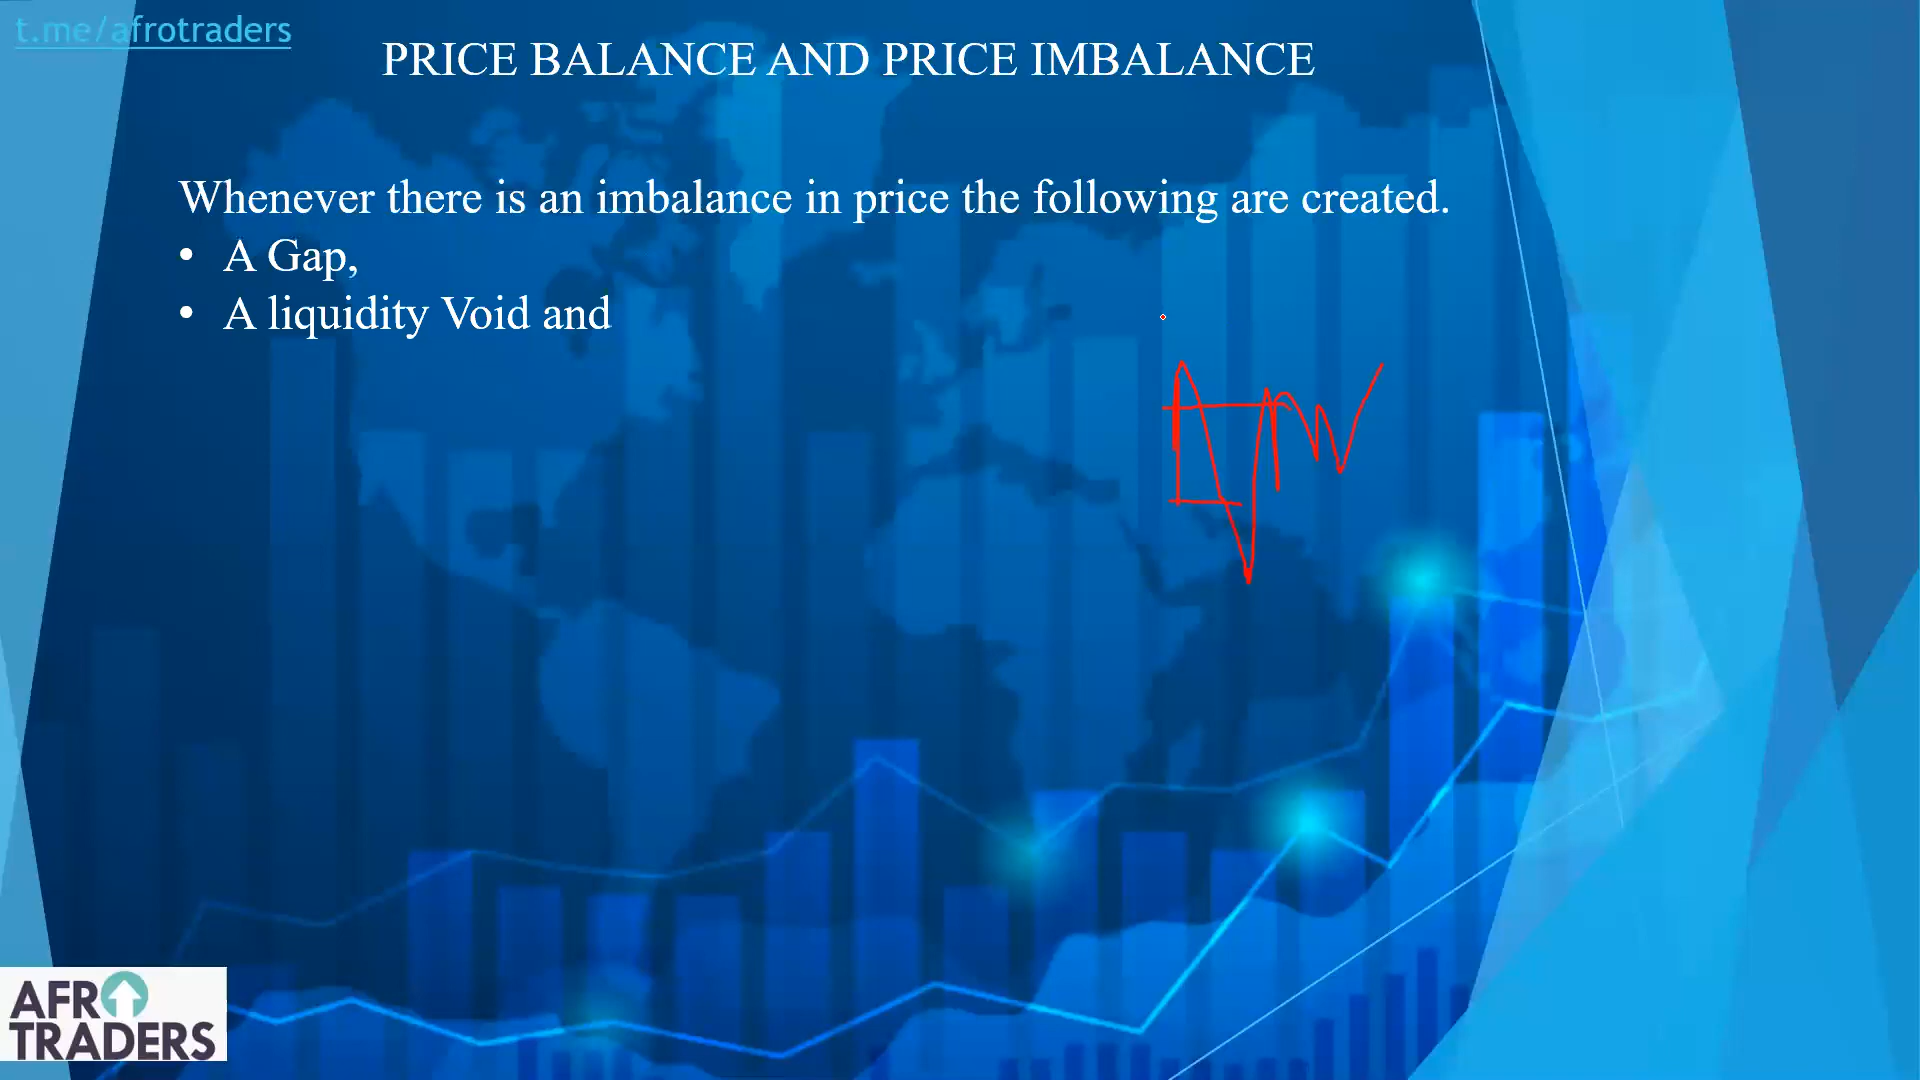 t.me/afrotraders
PRICE BALANCE AND PRICE IMBALANCE
Whenever there is an imbalance in price the following are created.
• A Gap,
• A liquidity Void and
AFRO
TRADERS